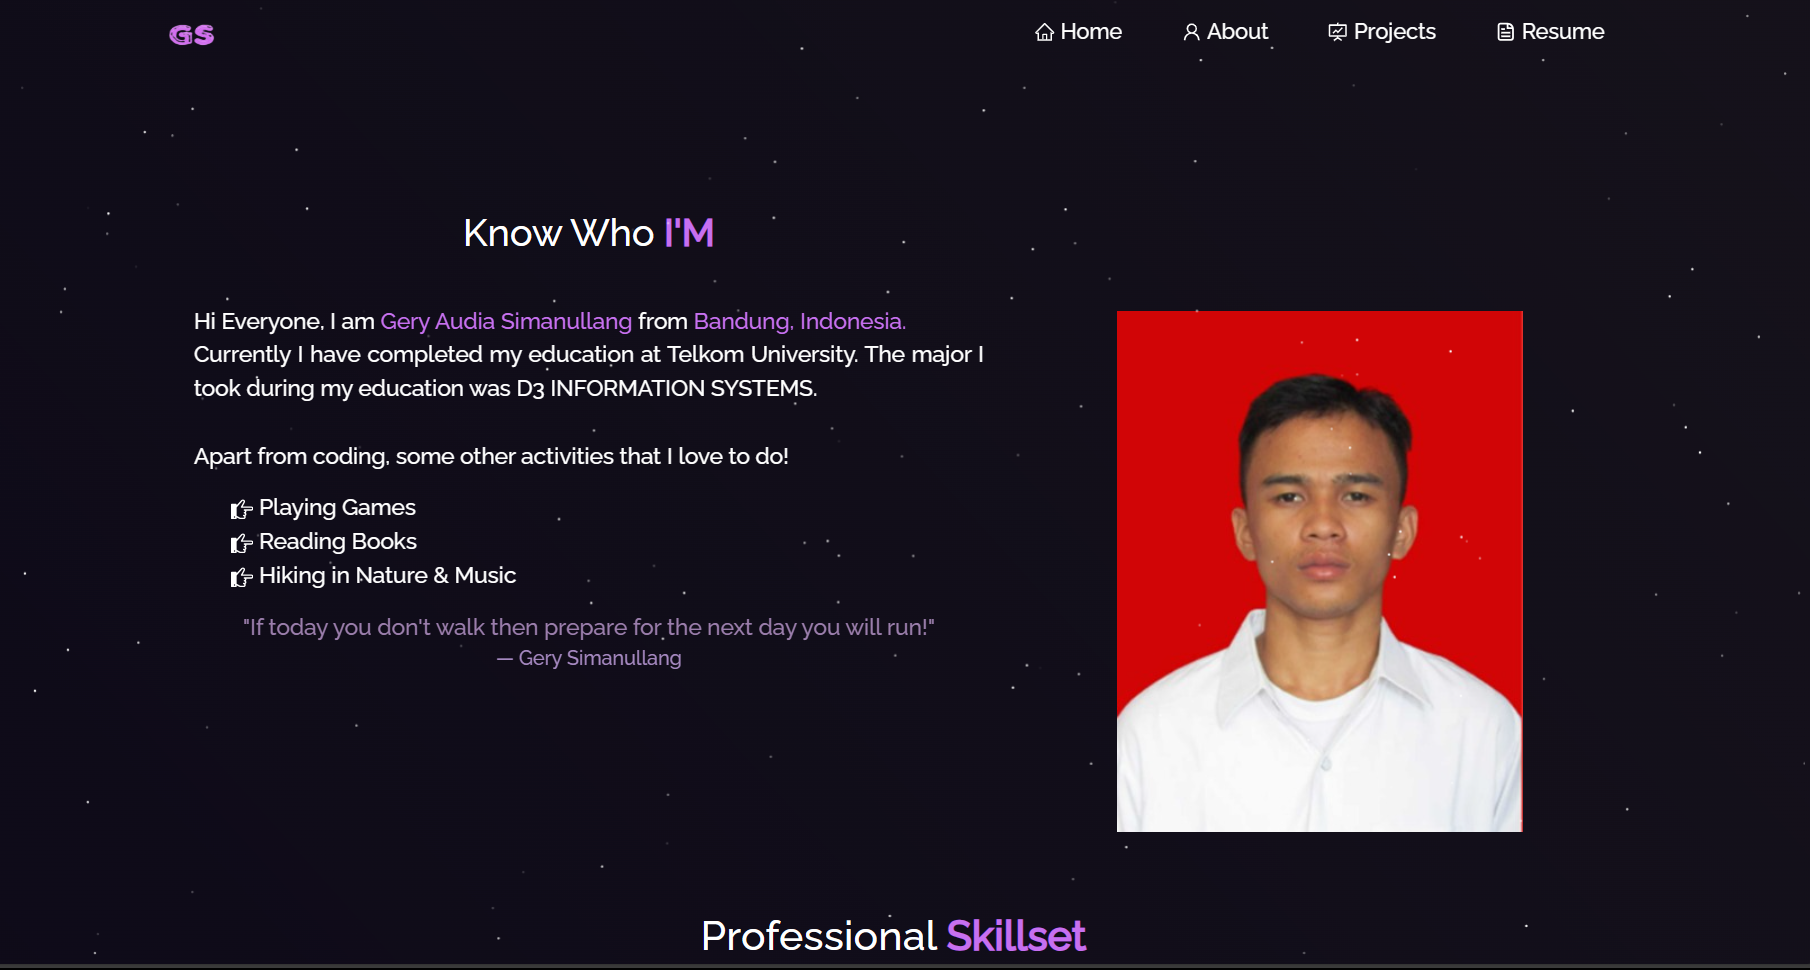 GS
Home
About
Projects
Resume
Know Who I'M
Hi Everyone, I am Gery Audia Simanullang from Bandung, Indonesia.
Currently I have completed my education at Telkom University. The major I
took during my education was D3 INFORMATION SYSTEMS.
Apart from coding, some other activities that I love to do!
Playing Games
Reading Books
Hiking in Nature & Music
"If today you don't walk then prepare for the next day you will run!"
— Gery Simanullang
Professional Skillset